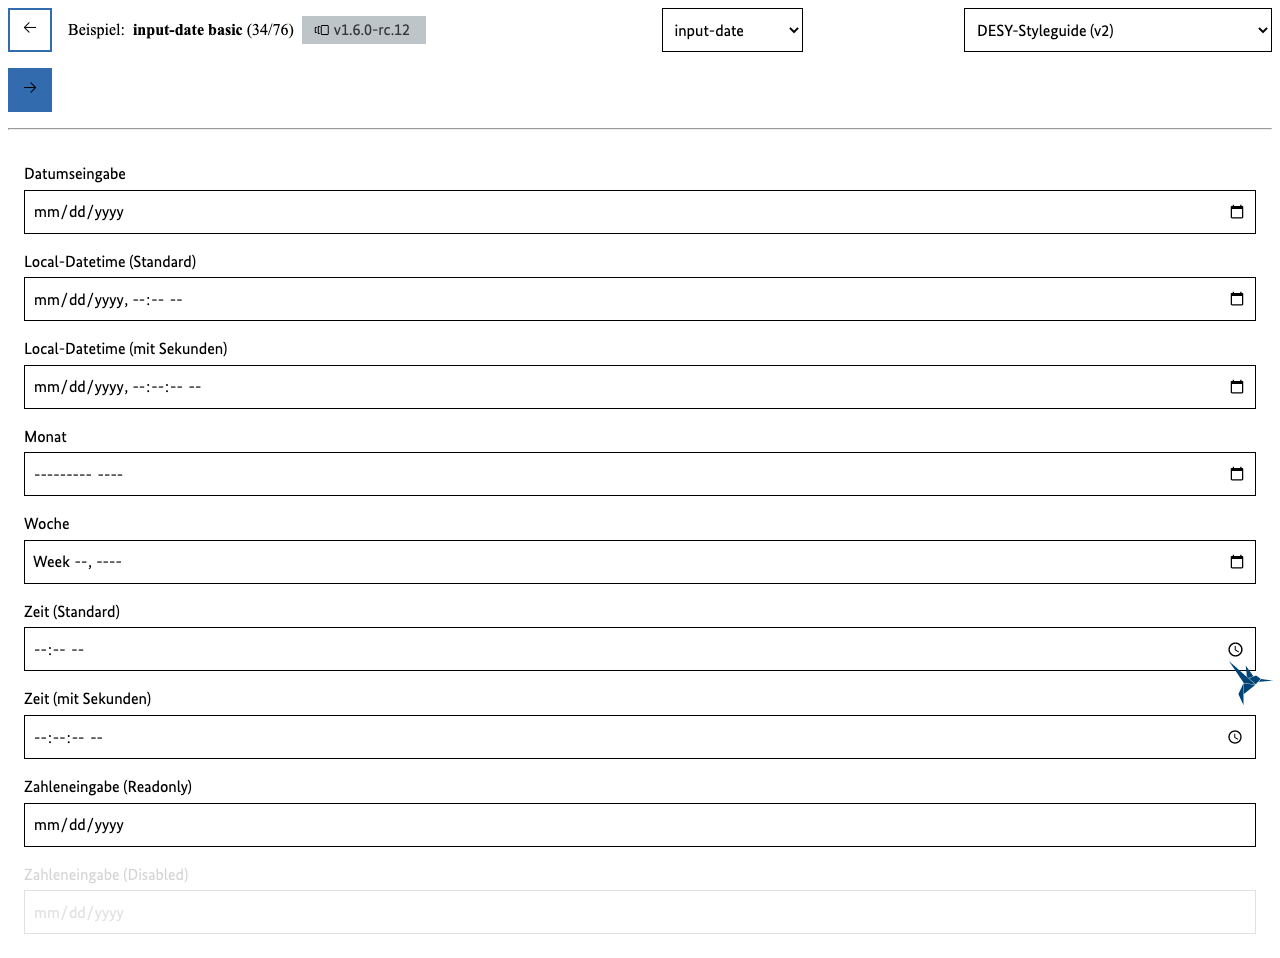 Beispiel: input-date basic (34/76) v1.6.0-rc.12 input-date DESY-Styleguide (v2)
Datumseingabe
mm/dd/yyyy
Local-Datetime (Standard)
mm/dd/yyyy, --:-- --
Local-Datetime (mit Sekunden)
mm/dd/yyyy, --:--:-- --
Monat
--------- ----
Woche
Week --, ----
Zeit (Standard)
--:-- --
Zeit (mit Sekunden)
--:--:-- --
Zahleneingabe (Readonly)
mm/dd/yyyy
Zahleneingabe (Disabled)
mm/dd/yyyy